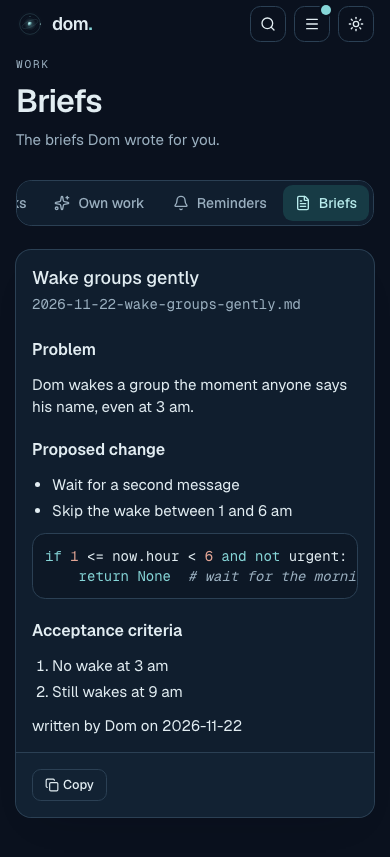 dom.
WORK
Briefs
The briefs Dom wrote for you.
Own work
Reminders
Briefs
Wake groups gently
2026-11-22-wake-groups-gently.md
Problem
Dom wakes a group the moment anyone says
his name, even at 3 am.
Proposed change
• Wait for a second message
• Skip the wake between 1 and 6 am
if 1 <= now.hour < 6 and not urgent:
    return None  # wait for the morni
Acceptance criteria
1. No wake at 3 am
2. Still wakes at 9 am
written by Dom on 2026-11-22
Copy